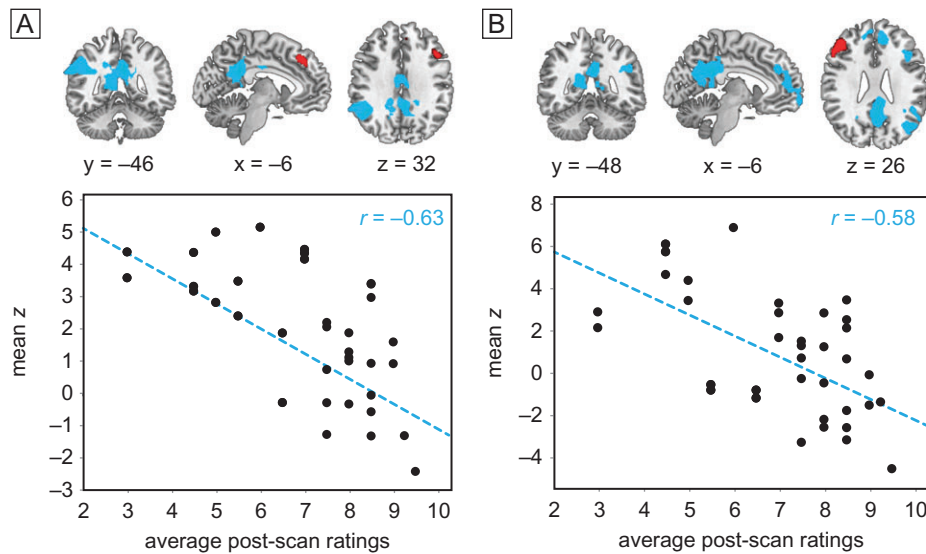 A
y = –46
x = –6
z = 32
6
5
4
3
2
1
0
–1
–2
–3
mean z
r = –0.63
2 3 4 5 6 7 8 9 10
average post-scan ratings
B
y = –48
x = –6
z = 26
8
6
4
2
0
–2
–4
mean z
r = –0.58
2 3 4 5 6 7 8 9 10
average post-scan ratings